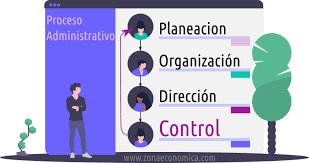 Proceso
Administrativo
Planeacion
Organización
Dirección
Control
www.zonaeconomica.com